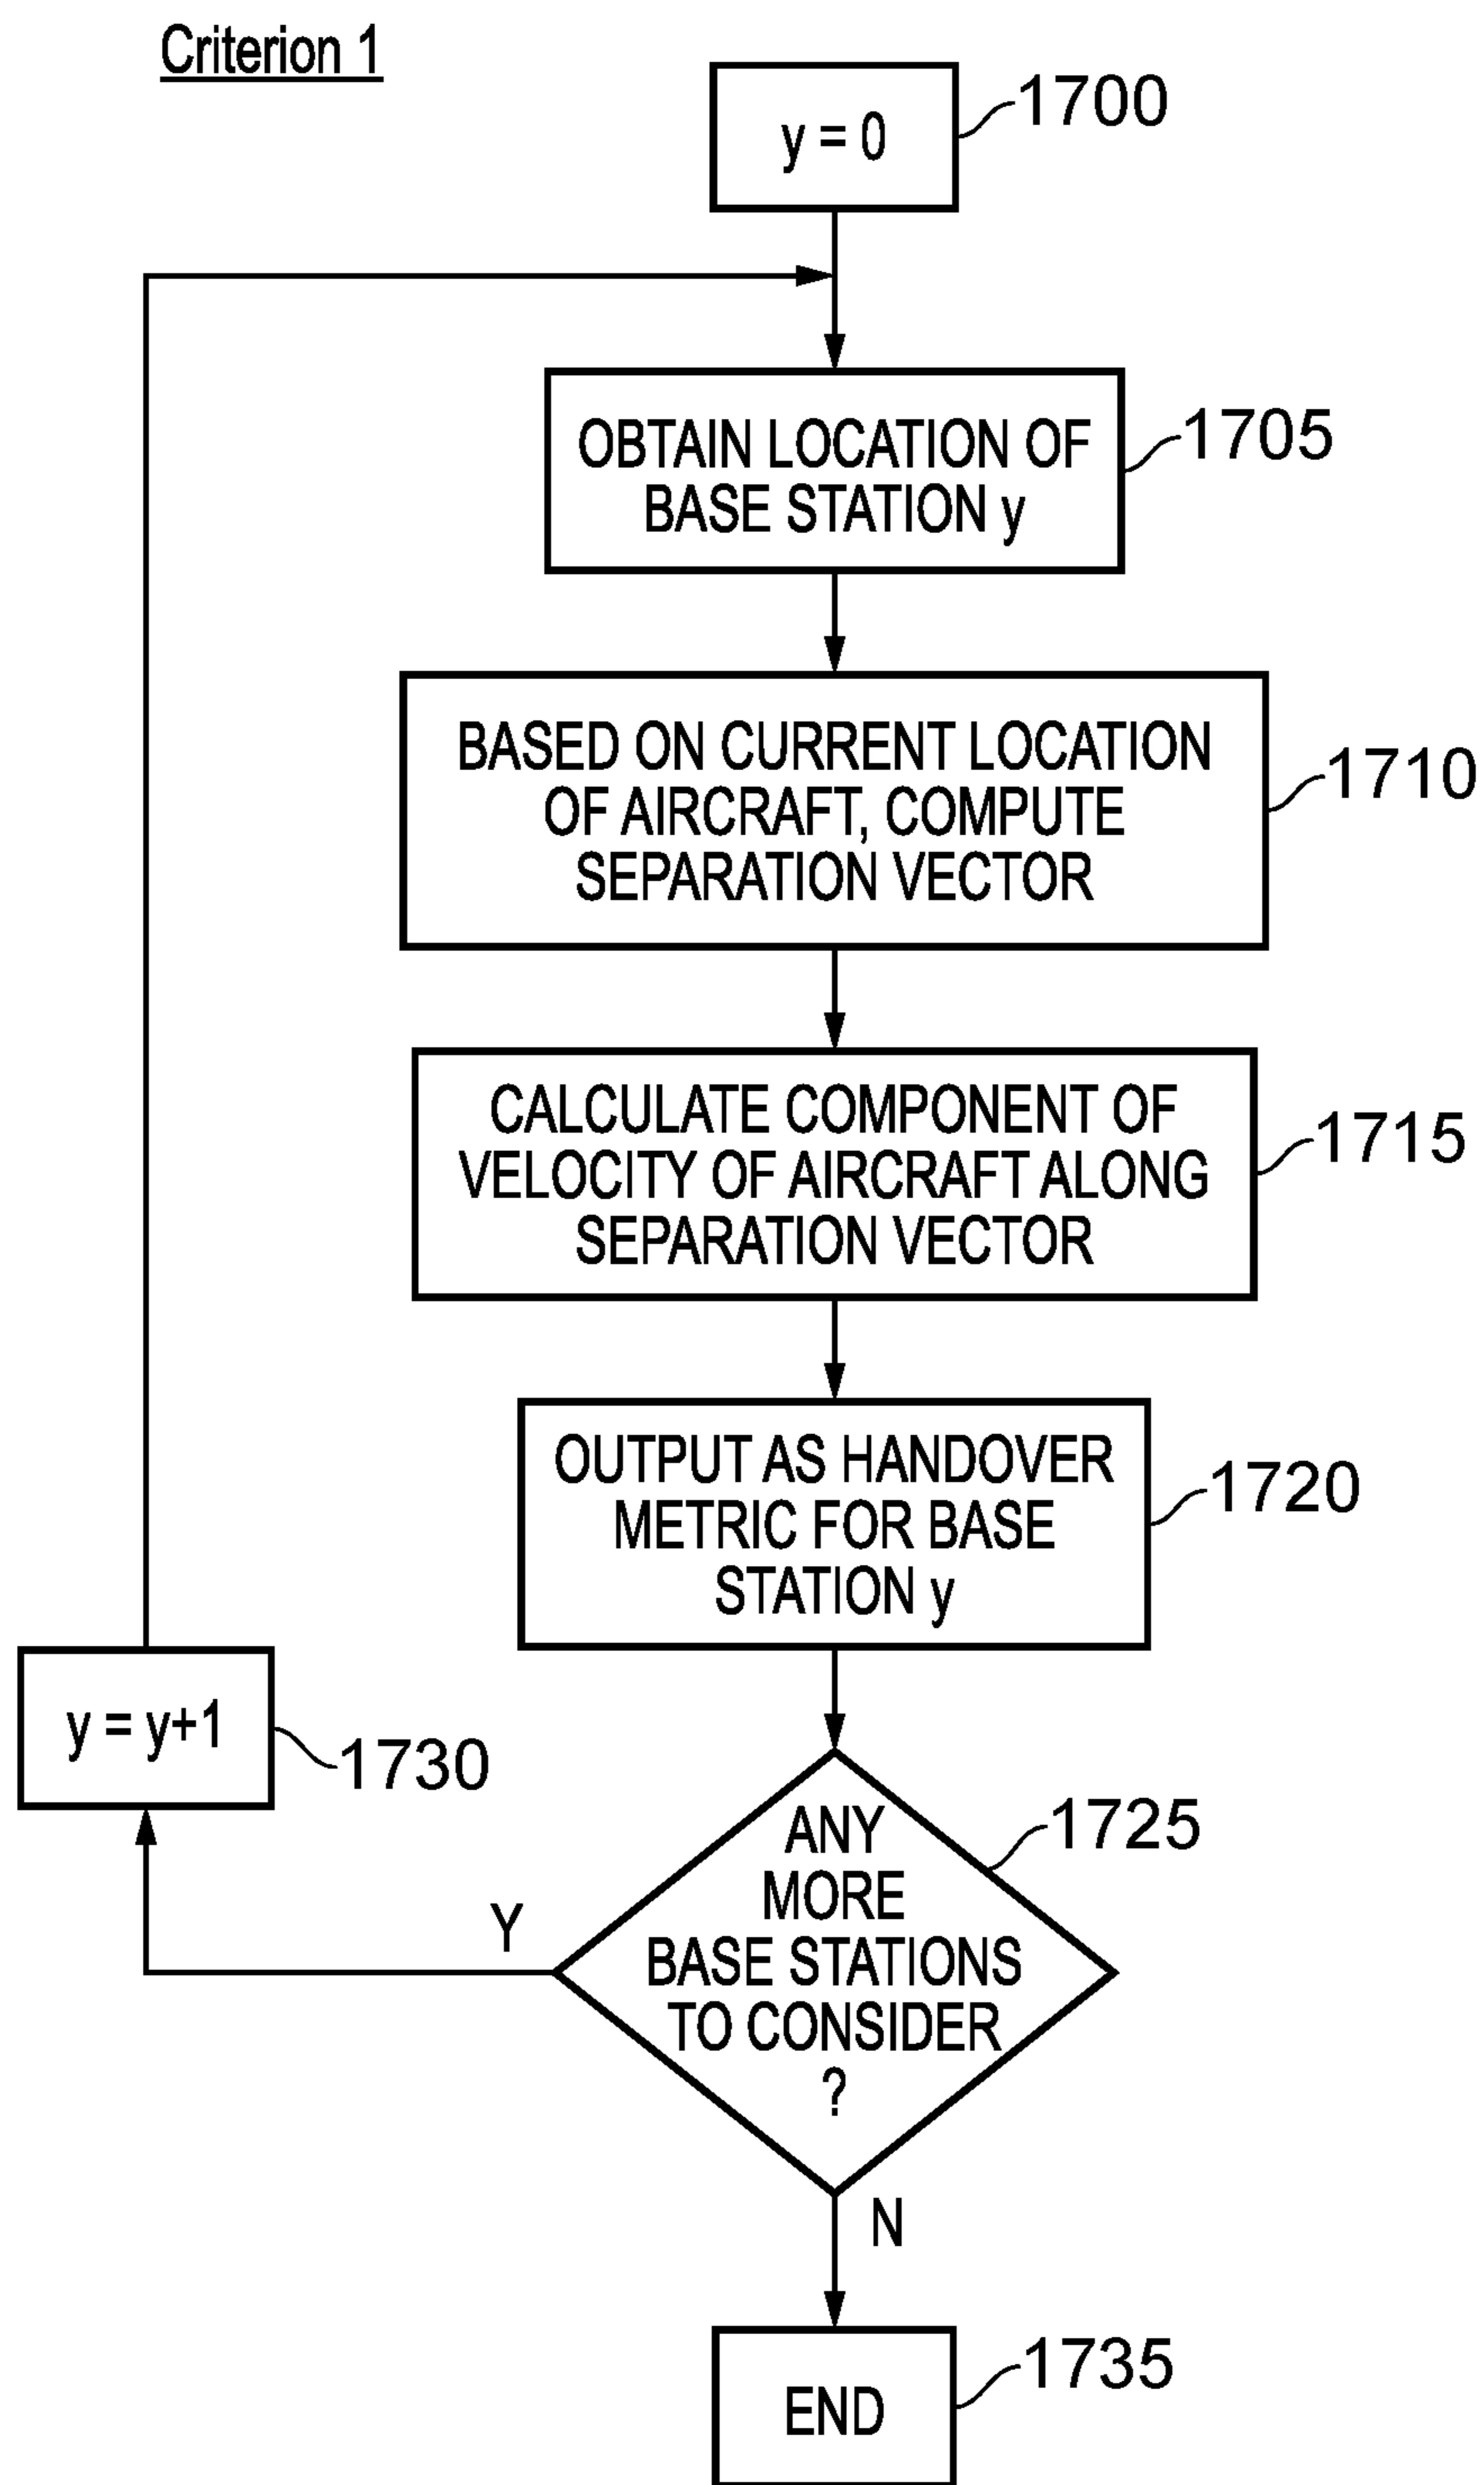 Criterion 1
y = 0
1700
OBTAIN LOCATION OF
BASE STATION y
1705
BASED ON CURRENT LOCATION
OF AIRCRAFT, COMPUTE
SEPARATION VECTOR
1710
CALCULATE COMPONENT OF
VELOCITY OF AIRCRAFT ALONG
SEPARATION VECTOR
1715
OUTPUT AS HANDOVER
METRIC FOR BASE
STATION y
1720
y = y+1
1730
ANY
MORE
BASE STATIONS
TO CONSIDER
?
1725
Y
N
END
1735